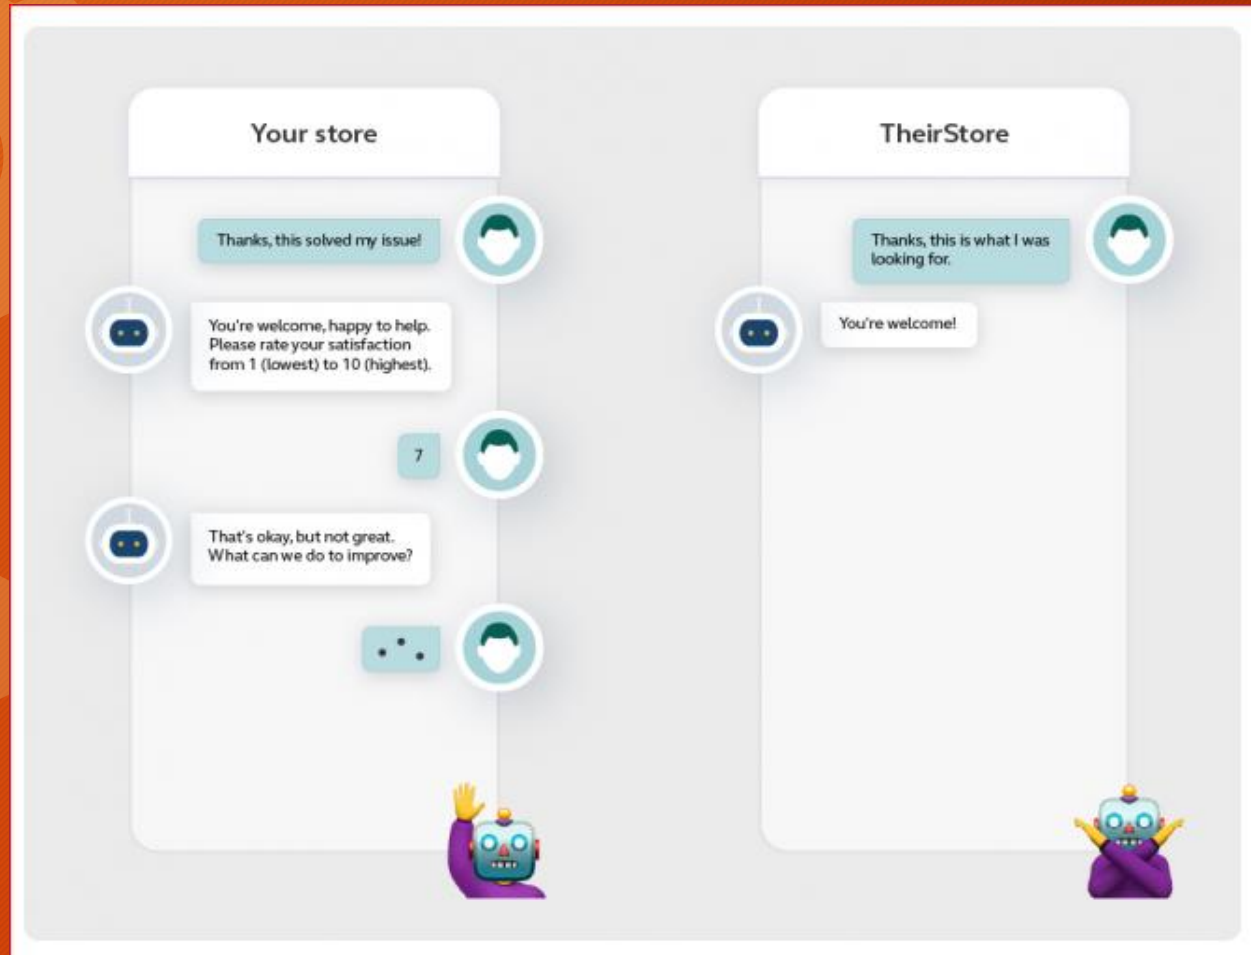 Your store
Thanks, this solved my issue!
You're welcome, happy to help.
Please rate your satisfaction
from 1 (lowest) to 10 (highest).
7
That's okay, but not great.
What can we do to improve?
TheirStore
Thanks, this is what I was
looking for.
You're welcome!